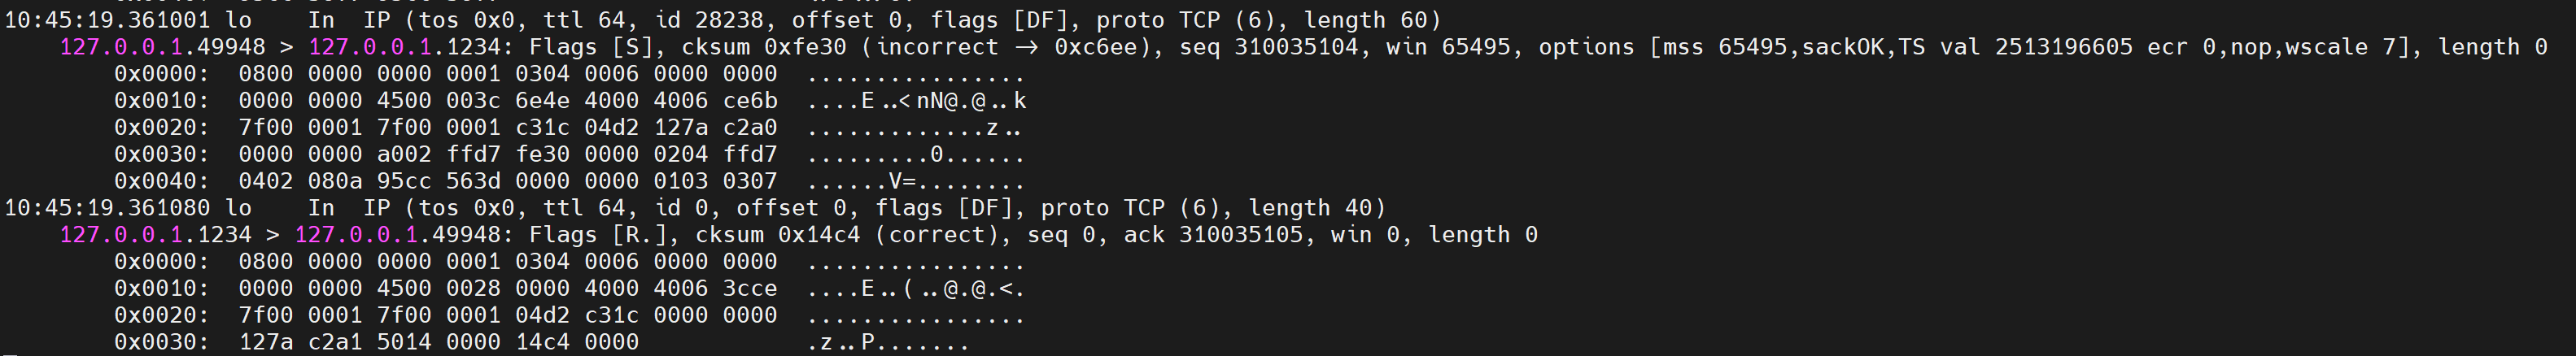 10:45:19.361001 lo    In  IP (tos 0x0, ttl 64, id 28238, offset 0, flags [DF], proto TCP (6), length 60)
    127.0.0.1.49948 > 127.0.0.1.1234: Flags [S], cksum 0xfe30 (incorrect -> 0xc6ee), seq 310035104, win 65495, options [mss 65495,sackOK,TS val 2513196605 ecr 0,nop,wscale 7], length 0
        0x0000:  0800 0000 0000 0001 0304 0006 0000 0000  ................
        0x0010:  0000 0000 4500 003c 6e4e 4000 4006 ce6b  ....E..<nN@.@..k
        0x0020:  7f00 0001 7f00 0001 c31c 04d2 127a c2a0  .............z..
        0x0030:  0000 0000 a002 ffd7 fe30 0000 0204 ffd7  .........0......
        0x0040:  0402 080a 95cc 563d 0000 0000 0103 0307  ......V=........
10:45:19.361080 lo    In  IP (tos 0x0, ttl 64, id 0, offset 0, flags [DF], proto TCP (6), length 40)
    127.0.0.1.1234 > 127.0.0.1.49948: Flags [R.], cksum 0x14c4 (correct), seq 0, ack 310035105, win 0, length 0
        0x0000:  0800 0000 0000 0001 0304 0006 0000 0000  ................
        0x0010:  0000 0000 4500 0028 0000 4000 4006 3cce  ....E..(..@.@.<.
        0x0020:  7f00 0001 7f00 0001 04d2 c31c 0000 0000  ................
        0x0030:  127a c2a1 5014 0000 14c4 0000            .z..P.......